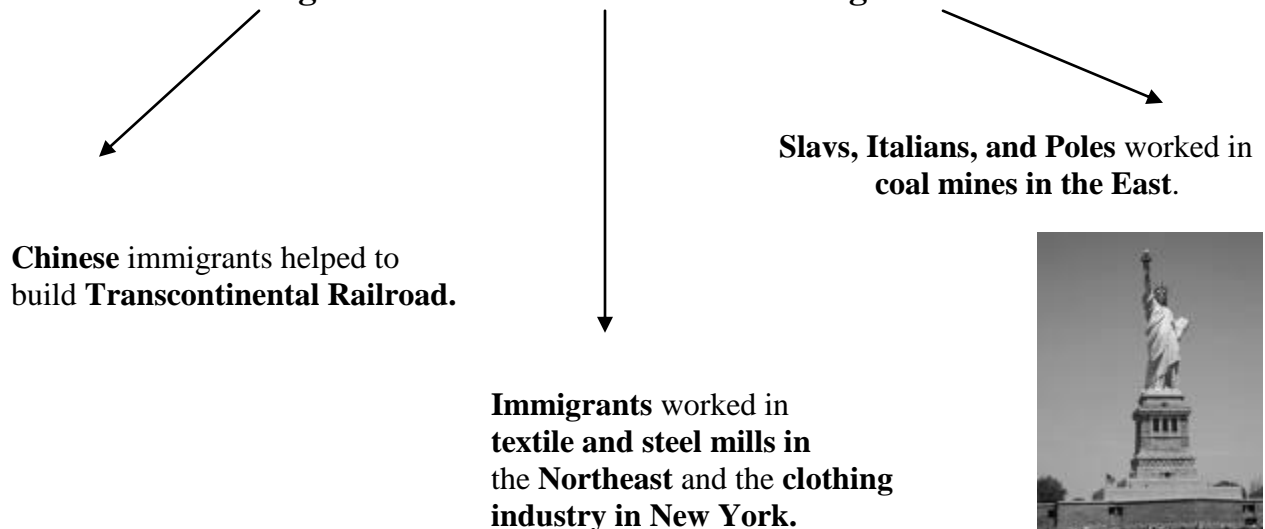 Slavs, Italians, and Poles worked in
coal mines in the East.
Chinese immigrants helped to
build Transcontinental Railroad.
Immigrants worked in
textile and steel mills in
the Northeast and the clothing
industry in New York.